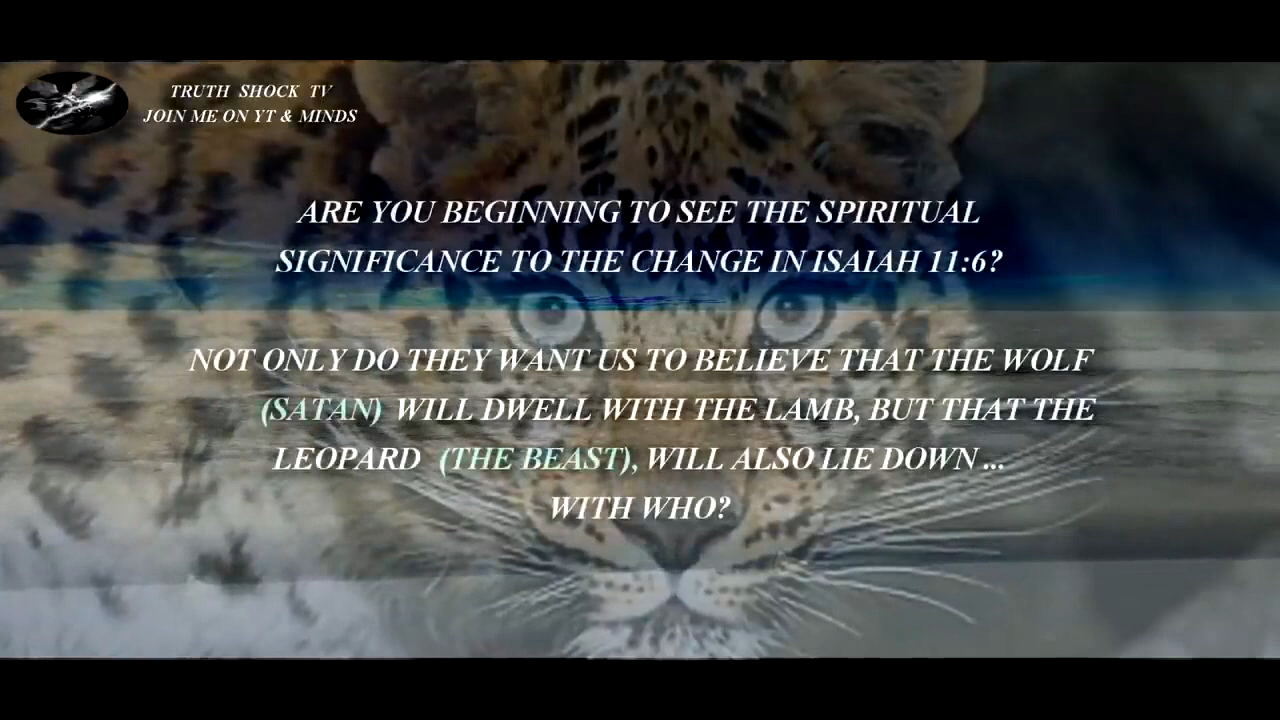 TRUTH SHOCK TV
JOIN ME ON YT & MINDS
ARE YOU BEGINNING TO SEE THE SPIRITUAL
SIGNIFICANCE TO THE CHANGE IN ISAIAH 11:6?
NOT ONLY DO THEY WANT US TO BELIEVE THAT THE WOLF
(SATAN) WILL DWELL WITH THE LAMB, BUT THAT THE
LEOPARD (THE BEAST), WILL ALSO LIE DOWN ...
WITH WHO?